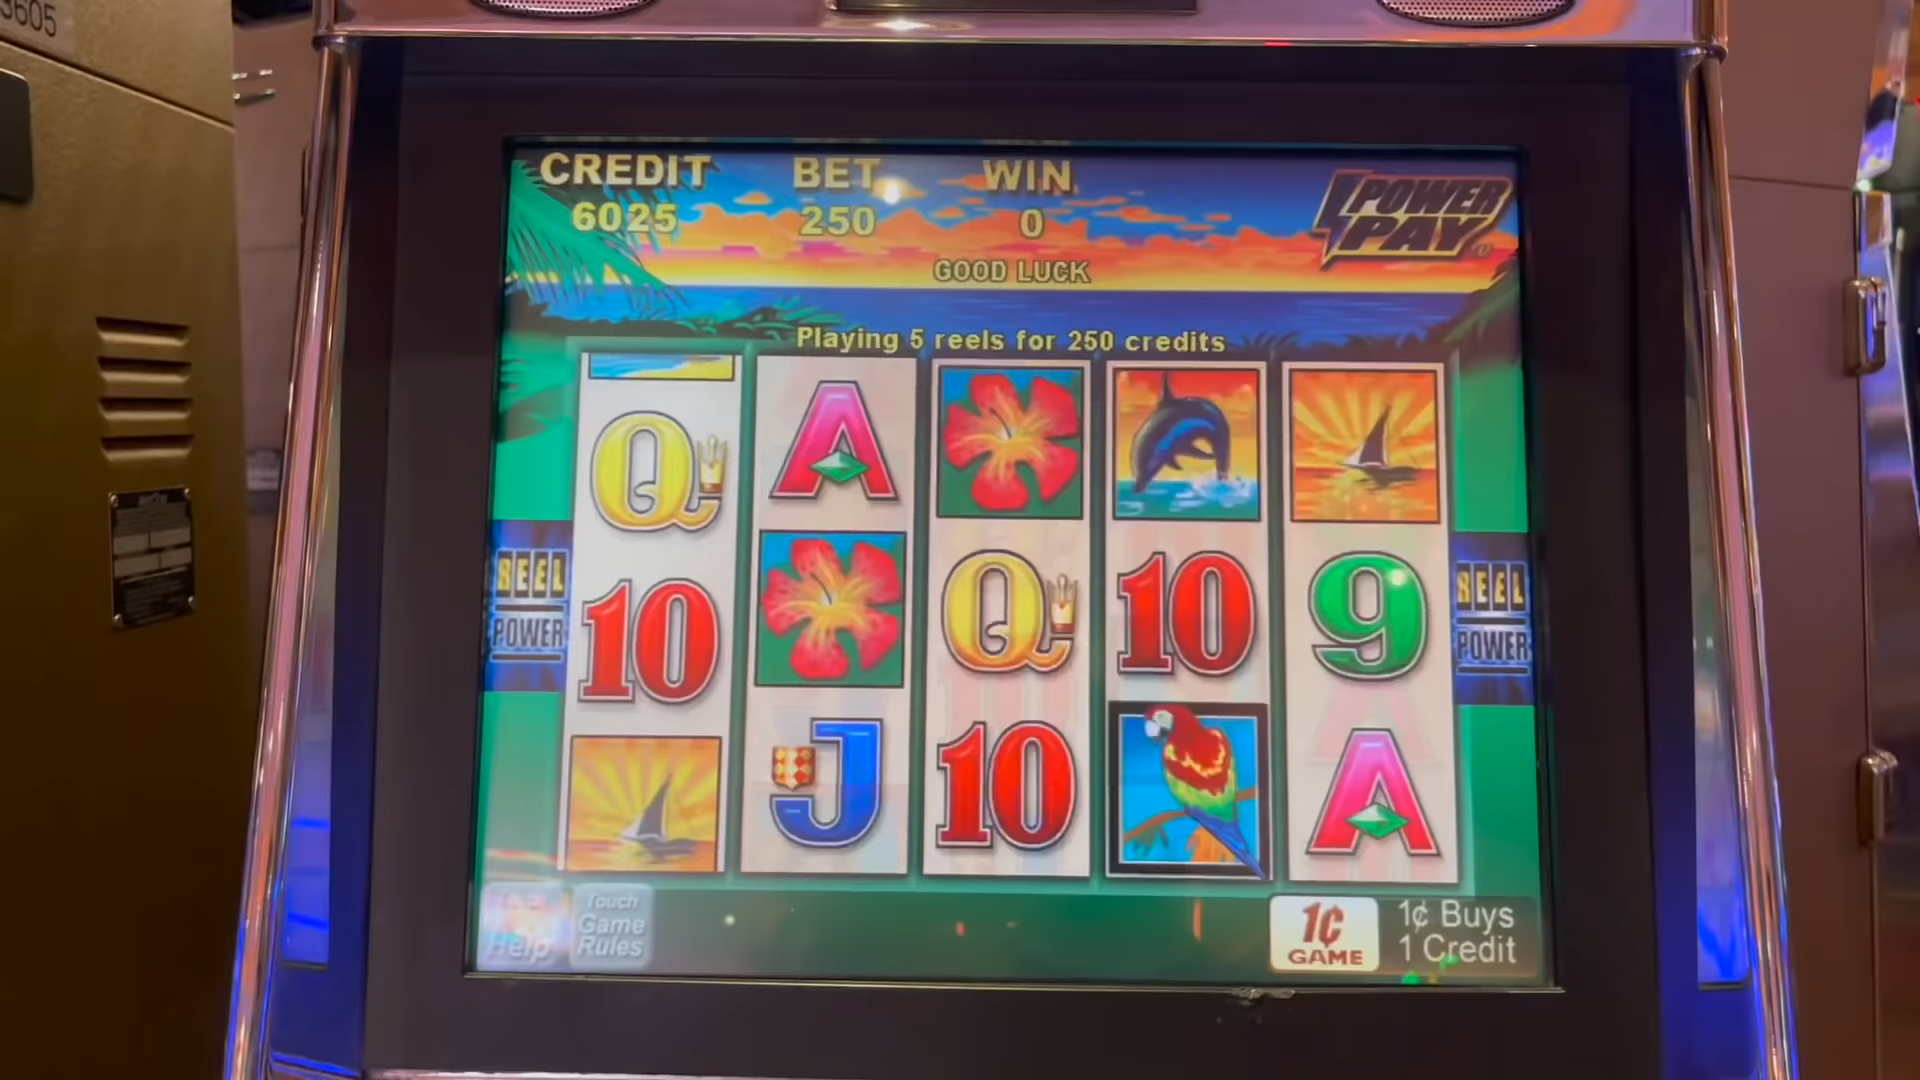 3605
CREDIT BET WIN
6025 250 0
POWER
PAY
GOOD LUCK
Playing 5 reels for 250 credits
Q A
10 Q 10 9
J 10 A
REEL
POWER
REEL
POWER
Help
Touch
Game
Rules
1¢
GAME
1¢ Buys
1 Credit